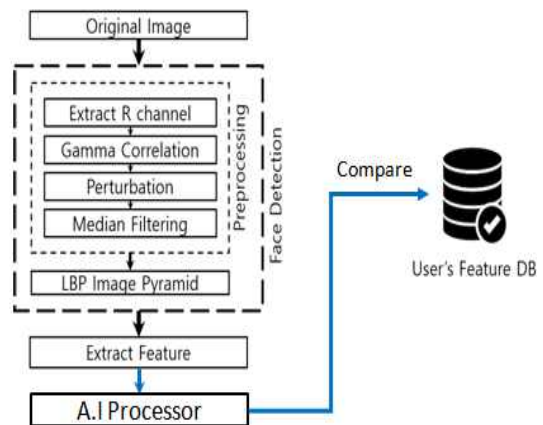 Original Image
Extract R channel
Gamma Correlation
Perturbation
Median Filtering
Preprocessing
LBP Image Pyramid
Face Detection
Extract Feature
A.I Processor
Compare
User's Feature DB